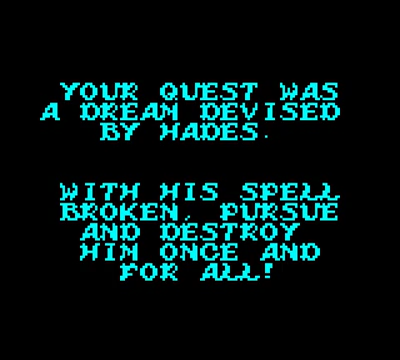 YOUR QUEST WAS
A DREAM DEVISED
BY HADES.
WITH HIS SPELL
BROKEN, PURSUE
AND DESTROY
HIM ONCE AND
FOR ALL!